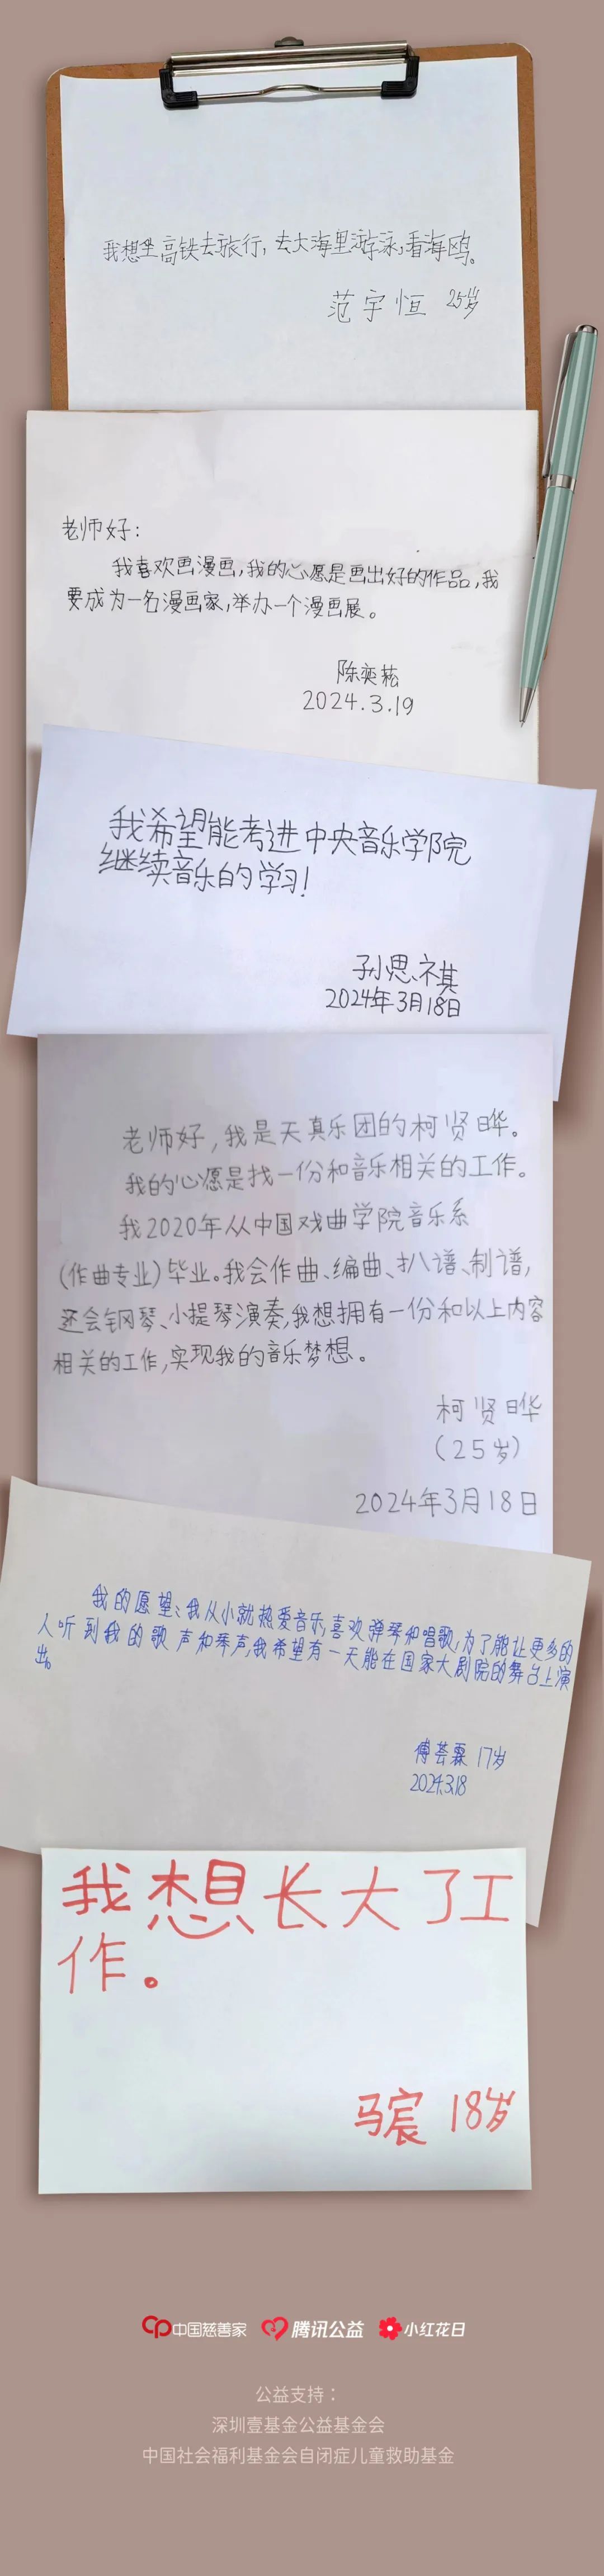 我想坐高铁去旅行,去大海里游泳,看海鸥。
范宇恒 25岁
老师好:
我喜欢画漫画,我的心愿是画出好的作品,我
要成为一名漫画家,举办一个漫画展。
陈奕菘
2024.3.19
我希望能考进中央音乐学院
继续音乐的学习!
孙思祺
2024年3月18日
老师好,我是天真乐团的柯贤晔。
我的心愿是找一份和音乐相关的工作。
我2020年从中国戏曲学院音乐系
(作曲专业)毕业。我会作曲、编曲、扒谱、制谱,
还会钢琴、小提琴演奏,我想拥有一份和以上内容
相关的工作,实现我的音乐梦想。
柯贤晔
(25岁)
2024年3月18日
我的愿望:我从小就热爱音乐,喜欢弹琴和唱歌,为了能让更多的
人听到我的歌声和琴声,我希望有一天能在国家大剧院的舞台上演
出。
傅荟霖 17岁
2024.3.18
我想长大了工
作。
马宸 18岁
中国慈善家 腾讯公益 小红花日
公益支持：
深圳壹基金公益基金会
中国社会福利基金会自闭症儿童救助基金